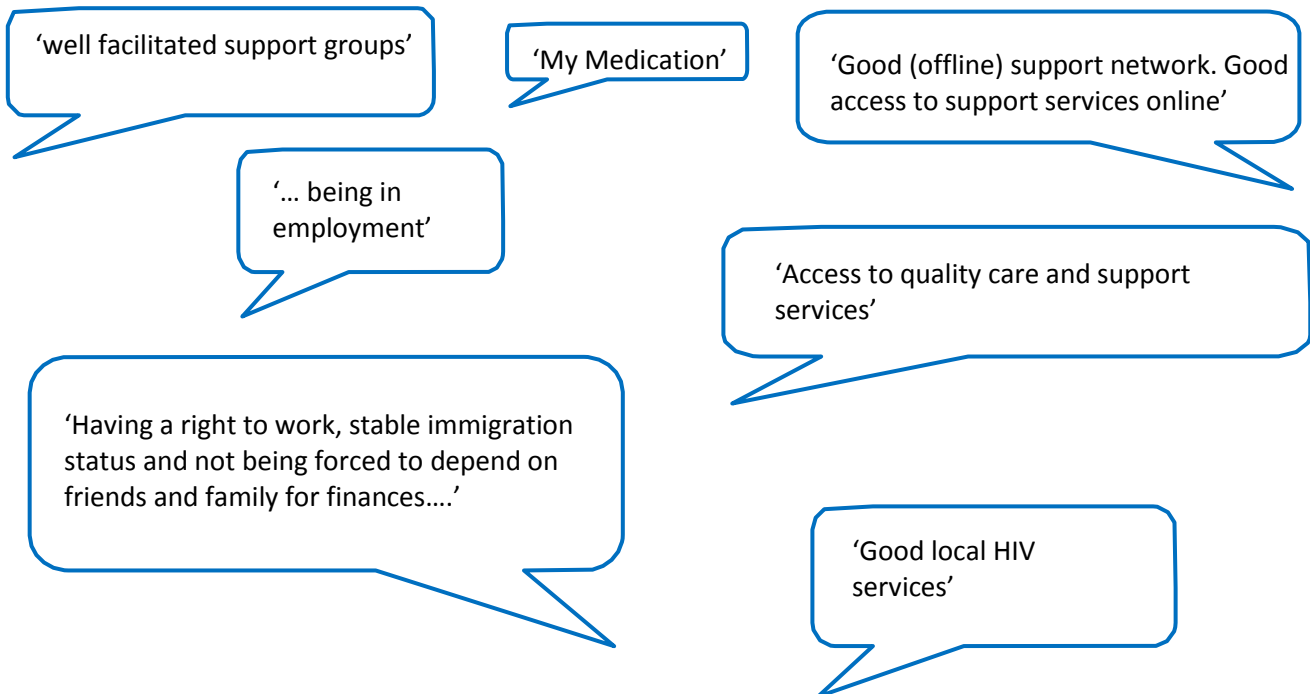 ‘well facilitated support groups’
‘My Medication’
‘Good (offline) support network. Good
access to support services online’
‘… being in
employment’
‘Access to quality care and support
services’
‘Having a right to work, stable immigration
status and not being forced to depend on
friends and family for finances….’
‘Good local HIV
services’